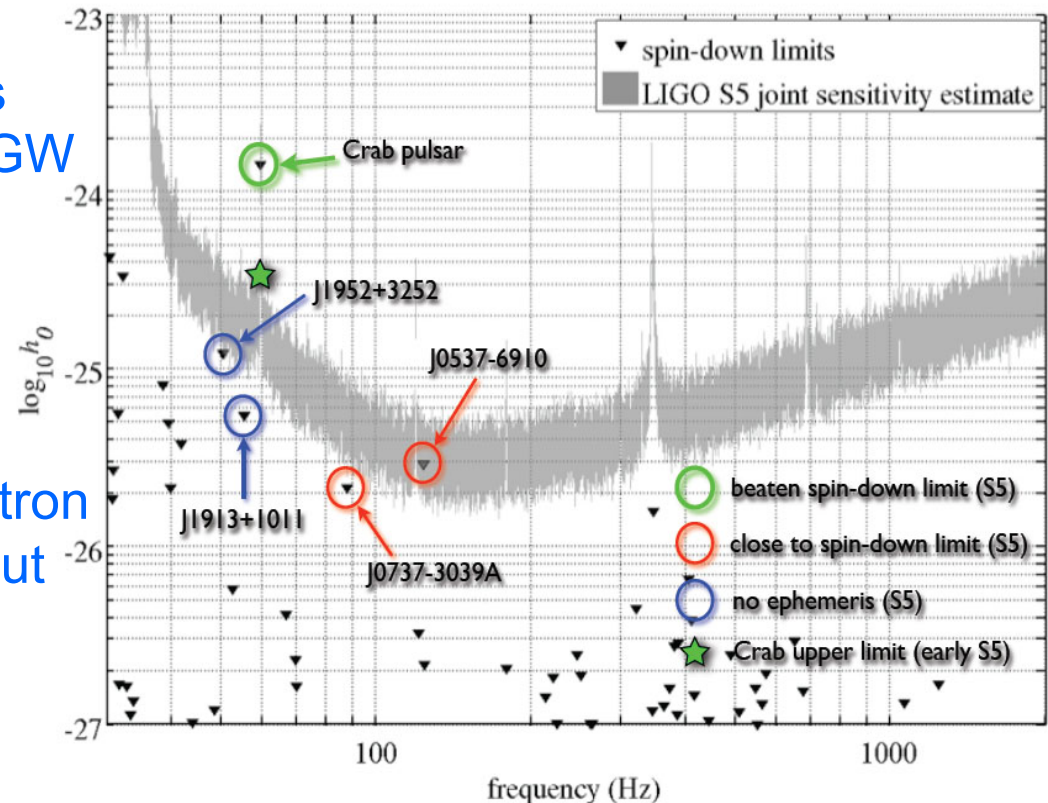 s
GW
tron
ut
-23
-24
-25
-26
-27
log10h0
spin-down limits
LIGO S5 joint sensitivity estimate
Crab pulsar
J1952+3252
J0537-6910
J1913+1011
J0737-3039A
beaten spin-down limit (S5)
close to spin-down limit (S5)
no ephemeris (S5)
Crab upper limit (early S5)
100
1000
frequency (Hz)